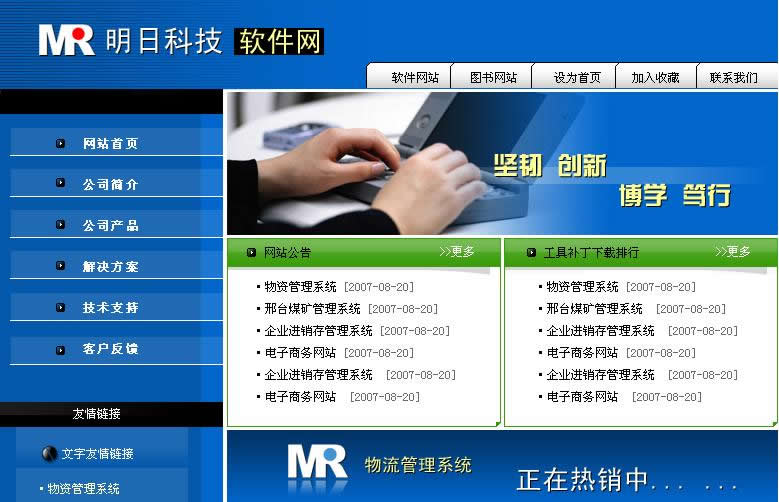 MR 明日科技 软件网
软件网站 图书网站 设为首页 加入收藏 联系我们
网站首页
公司简介
公司产品
解决方案
技术支持
客户反馈
友情链接
文字友情链接
·物资管理系统
坚韧 创新
博学 笃行
网站公告 >>更多
·物资管理系统 [2007-08-20]
·邢台煤矿管理系统 [2007-08-20]
·企业进销存管理系统 [2007-08-20]
·电子商务网站 [2007-08-20]
·企业进销存管理系统 [2007-08-20]
·电子商务网站 [2007-08-20]
工具补丁下载排行 >>更多
·物资管理系统 [2007-08-20]
·邢台煤矿管理系统 [2007-08-20]
·企业进销存管理系统 [2007-08-20]
·电子商务网站 [2007-08-20]
·企业进销存管理系统 [2007-08-20]
·电子商务网站 [2007-08-20]
MR 物流管理系统
正在热销中... ...